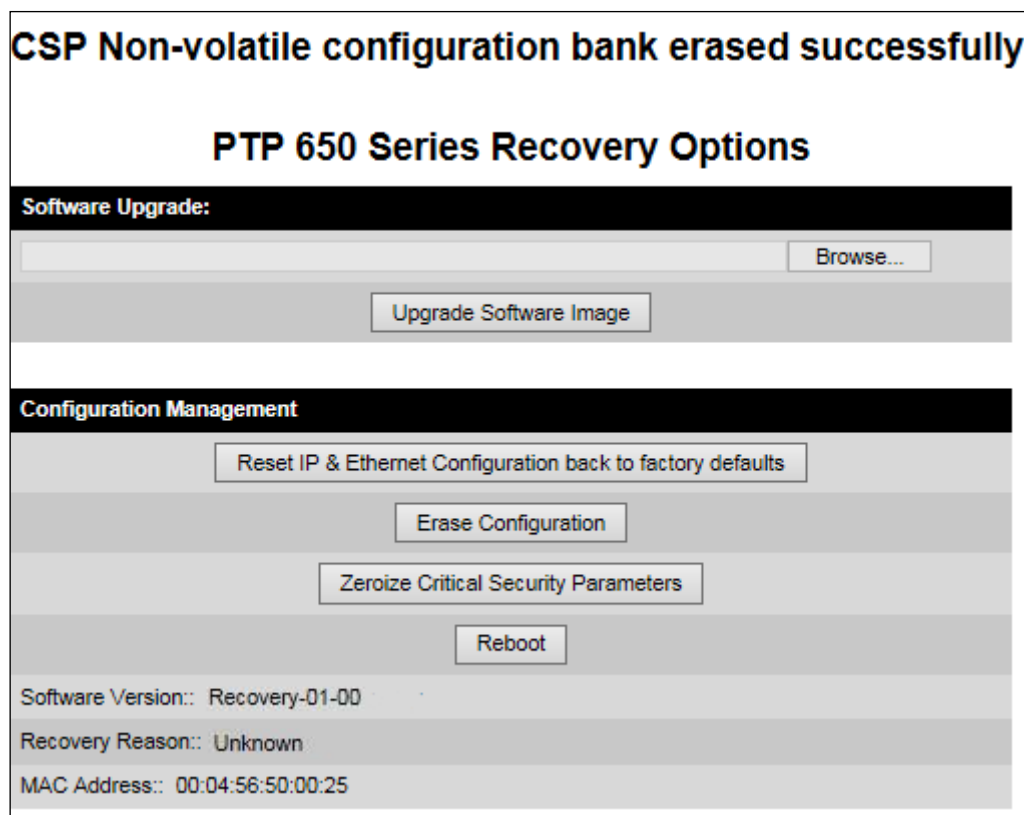 CSP Non-volatile configuration bank erased successfully
PTP 650 Series Recovery Options
Software Upgrade:
Browse...
Upgrade Software Image
Configuration Management
Reset IP & Ethernet Configuration back to factory defaults
Erase Configuration
Zeroize Critical Security Parameters
Reboot
Software Version:: Recovery-01-00
Recovery Reason:: Unknown
MAC Address:: 00:04:56:50:00:25